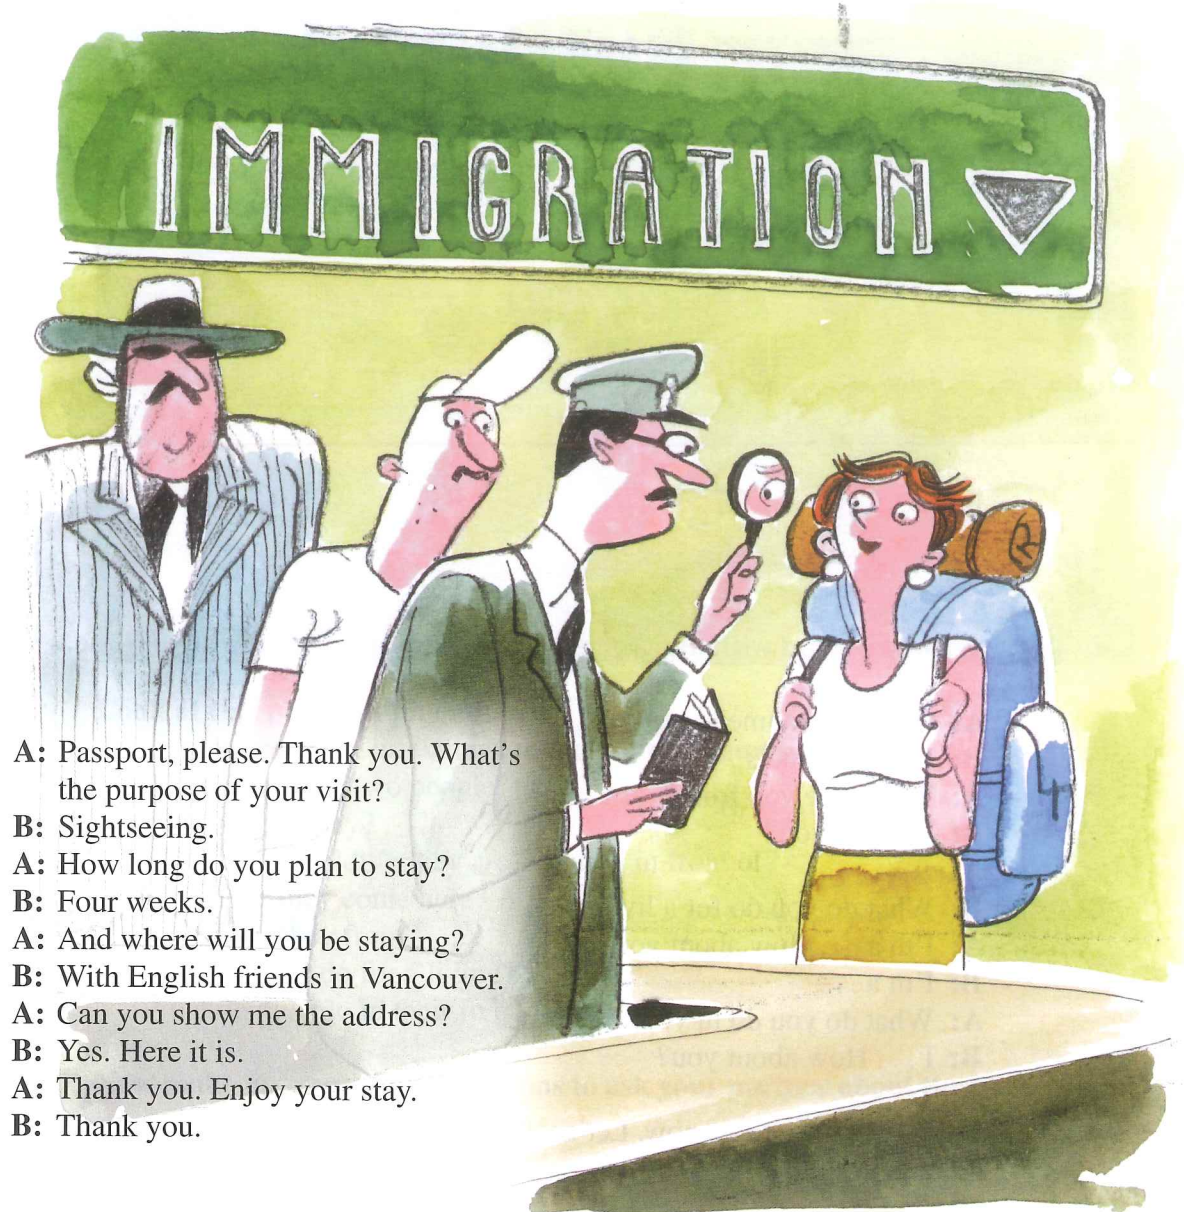 IMMIGRATION
A: Passport, please. Thank you. What's
the purpose of your visit?
B: Sightseeing.
A: How long do you plan to stay?
B: Four weeks.
A: And where will you be staying?
B: With English friends in Vancouver.
A: Can you show me the address?
B: Yes. Here it is.
A: Thank you. Enjoy your stay.
B: Thank you.